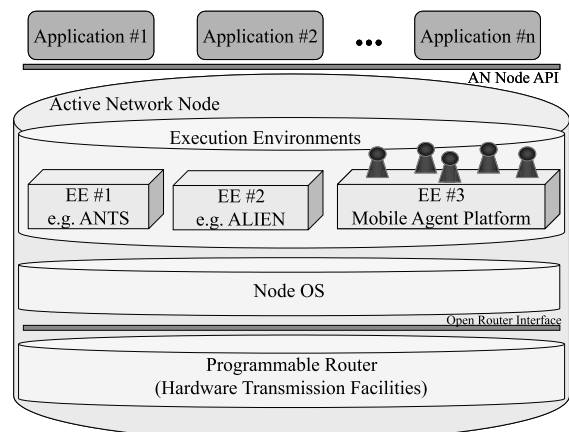 Application #1
Application #2
Application #n
AN Node API
Active Network Node
Execution Environments
EE #1
e.g. ANTS
EE #2
e.g. ALIEN
EE #3
Mobile Agent Platform
Node OS
Open Router Interface
Programmable Router
(Hardware Transmission Facilities)